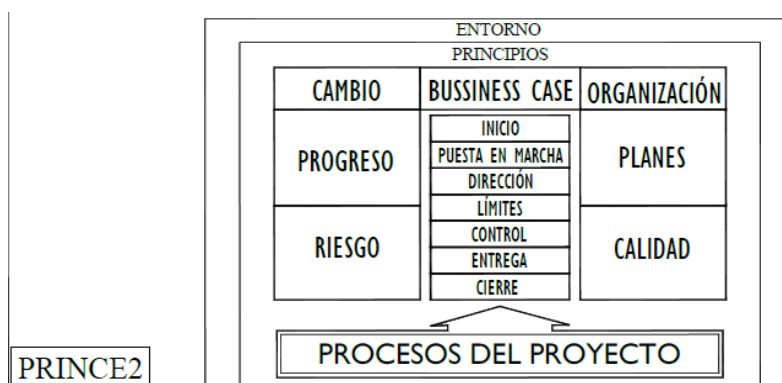 ENTORNO
PRINCIPIOS
CAMBIO
BUSSINESS CASE
ORGANIZACIÓN
PROGRESO
RIESGO
INICIO
PUESTA EN MARCHA
DIRECCIÓN
LÍMITES
CONTROL
ENTREGA
CIERRE
PLANES
CALIDAD
PROCESOS DEL PROYECTO
PRINCE2